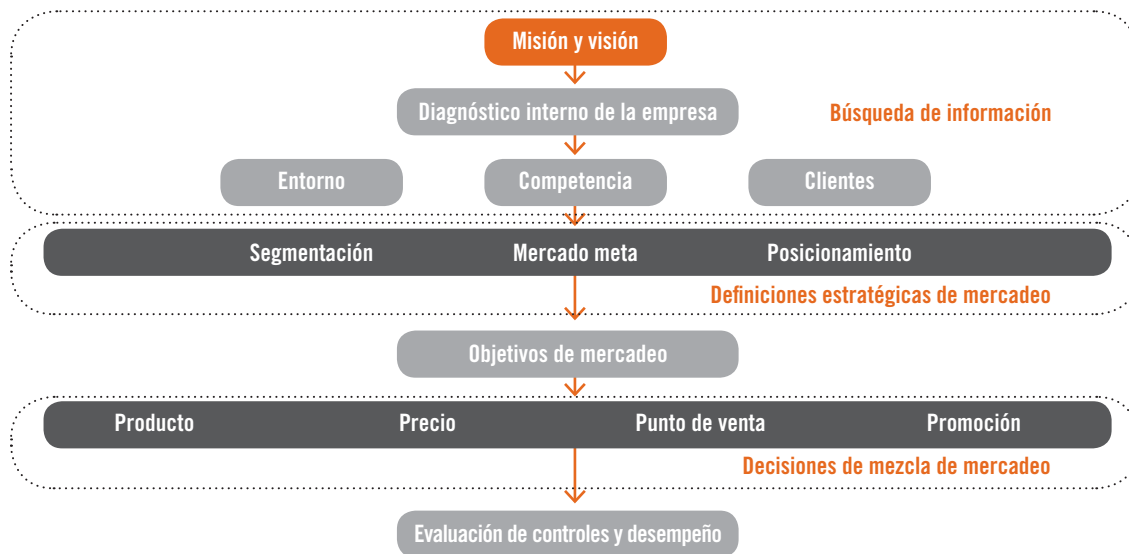 Misión y visión
Diagnóstico interno de la empresa
Búsqueda de información
Entorno
Competencia
Clientes
Segmentación
Mercado meta
Posicionamiento
Definiciones estratégicas de mercadeo
Objetivos de mercadeo
Producto
Precio
Punto de venta
Promoción
Decisiones de mezcla de mercadeo
Evaluación de controles y desempeño